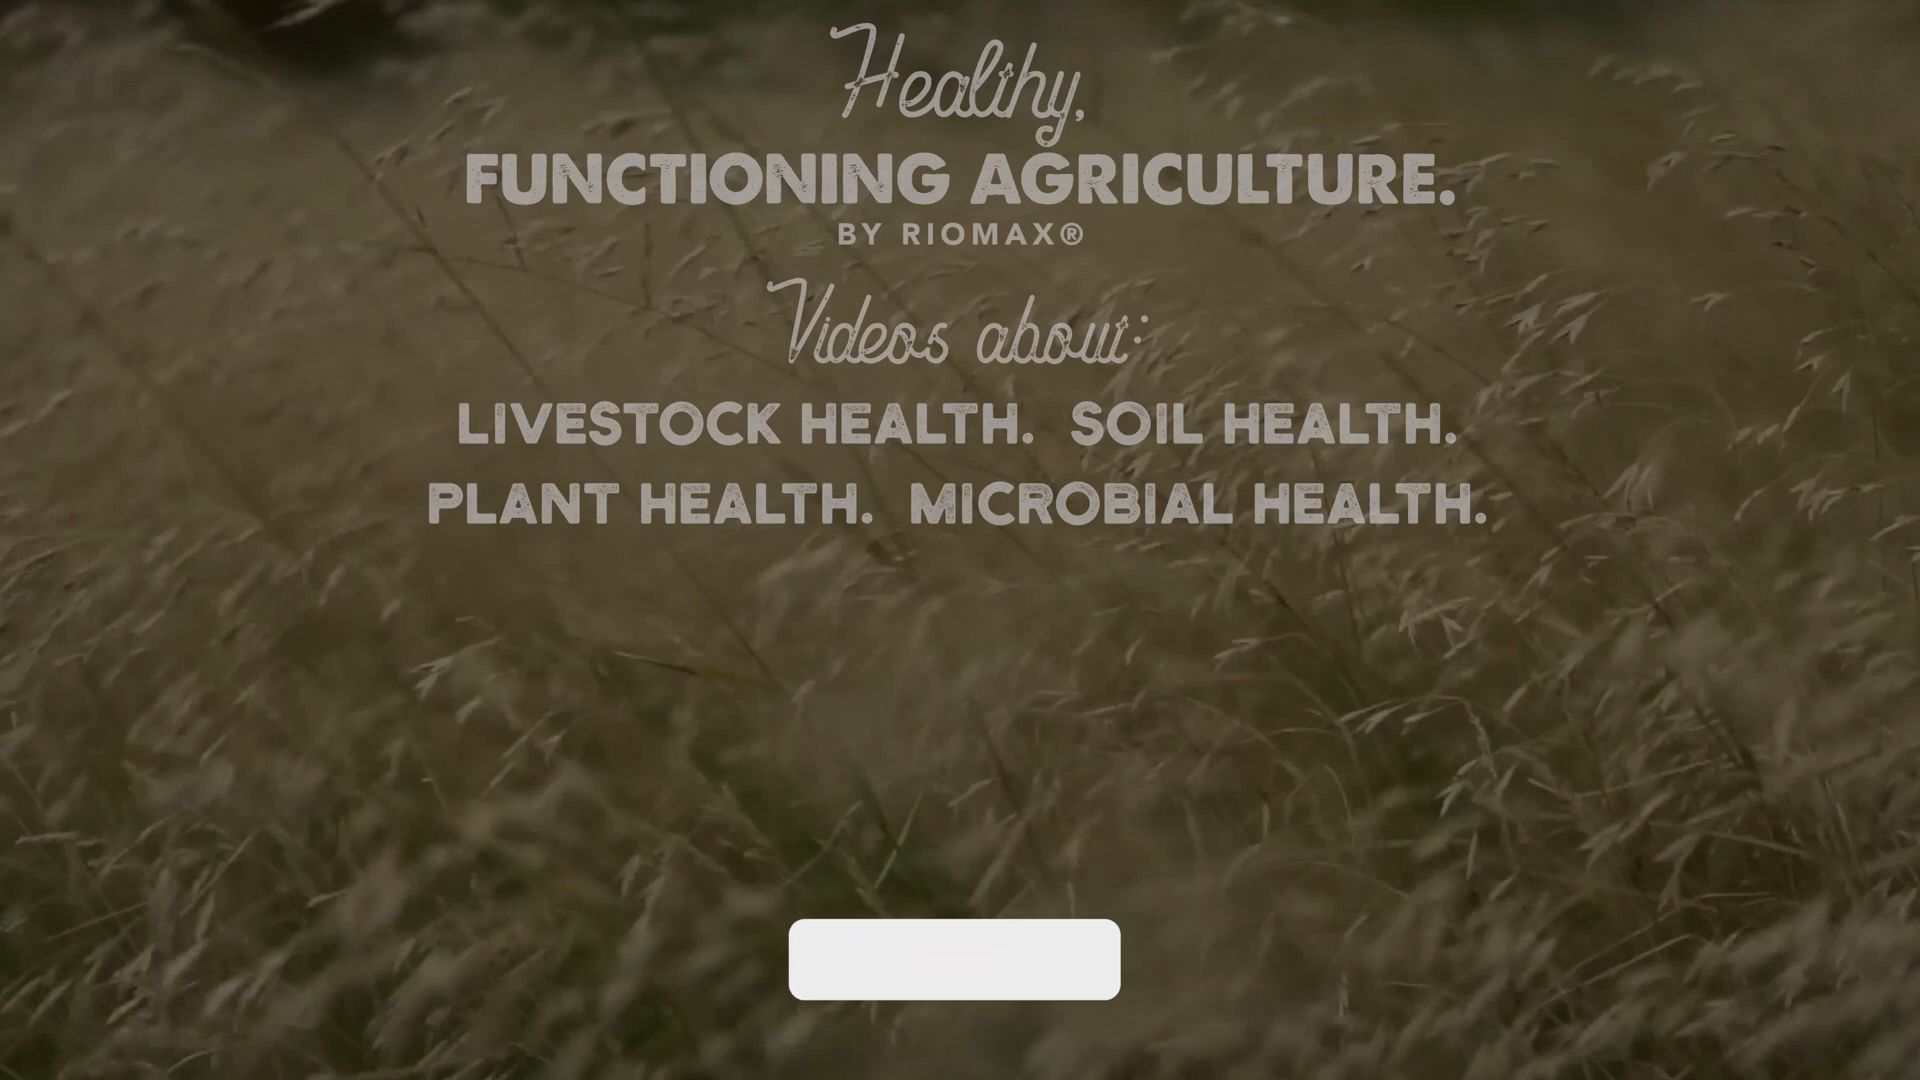 Healthy,
FUNCTIONING AGRICULTURE.
BY RIOMAX®
Videos about:
LIVESTOCK HEALTH. SOIL HEALTH.
PLANT HEALTH. MICROBIAL HEALTH.